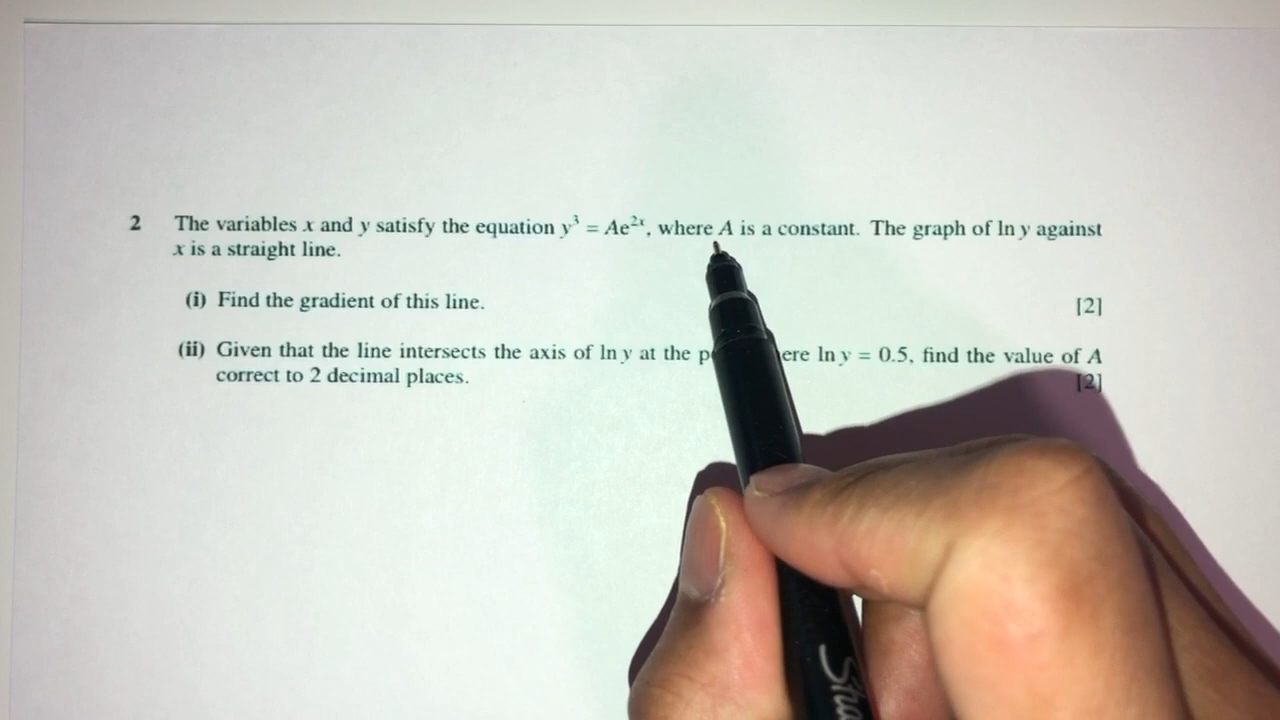 2 The variables x and y satisfy the equation y³ = Ae²ˣ, where A is a constant. The graph of ln y against
x is a straight line.
(i) Find the gradient of this line. [2]
(ii) Given that the line intersects the axis of ln y at the ln y = 0.5, find the value of A
correct to 2 decimal places. [2]